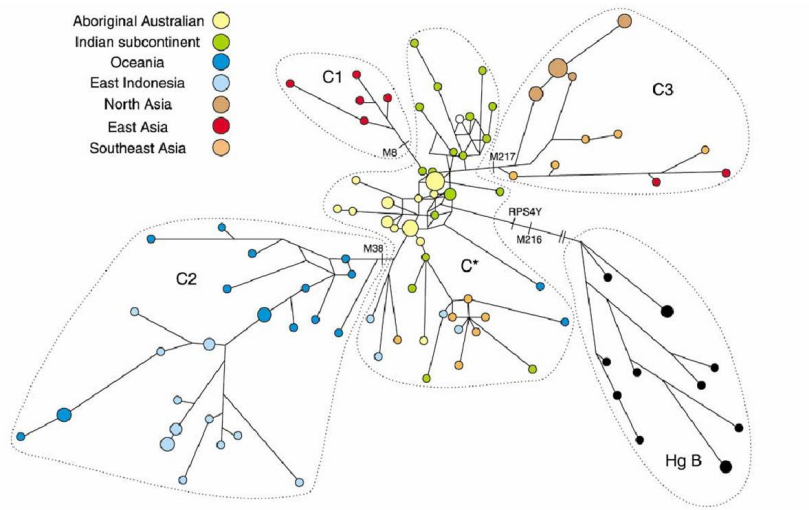 Aboriginal Australian
Indian subcontinent
Oceania
East Indonesia
North Asia
East Asia
Southeast Asia
C1
C3
M8
M217
RPS4Y
M216
M38
C2
C*
Hg B